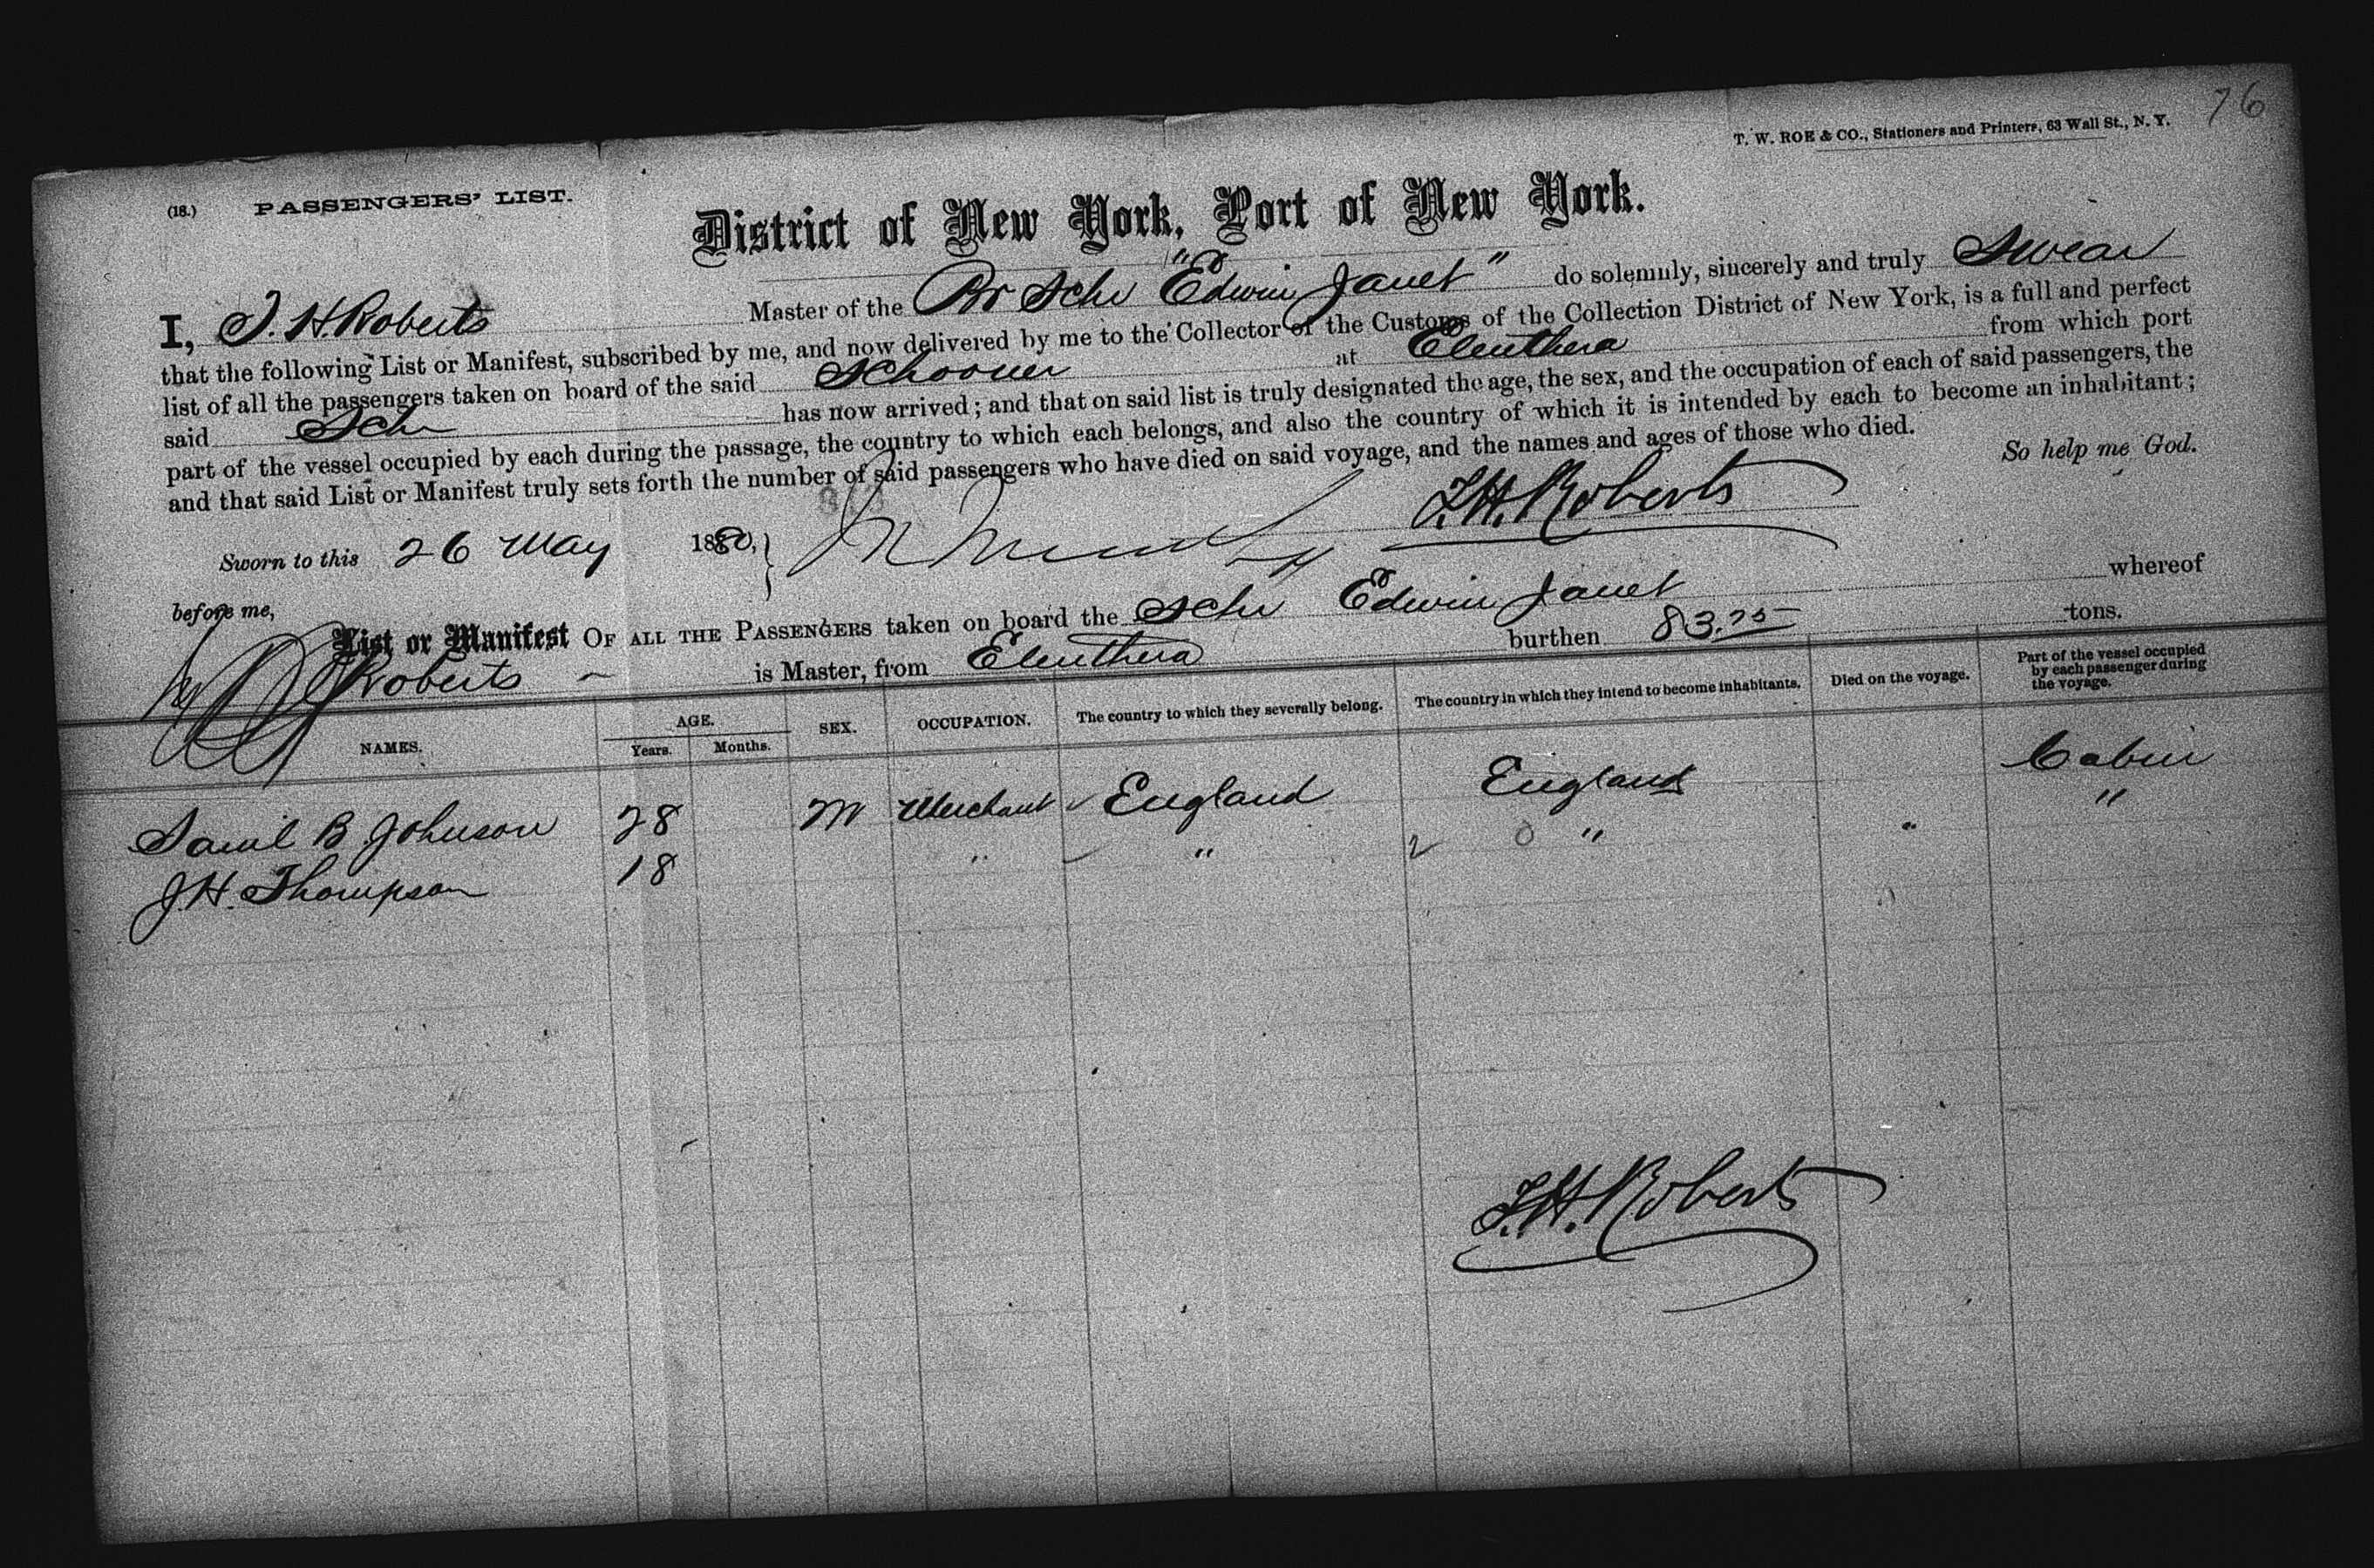 76
T. W. ROE & CO., Stationers and Printers, 63 Wall St., N. Y.
(18.) PASSENGERS' LIST.
District of New York, Port of New York.
I, T. H. Roberts Master of the Br Schr "Edwin Janet" do solemnly, sincerely and truly Swear
that the following List or Manifest, subscribed by me, and now delivered by me to the Collector of the Customs of the Collection District of New York, is a full and perfect
list of all the passengers taken on board of the said Schooner at Eleuthera from which port
said Schr has now arrived; and that on said list is truly designated the age, the sex, and the occupation of each of said passengers, the
part of the vessel occupied by each during the passage, the country to which each belongs, and also the country of which it is intended by each to become an inhabitant;
and that said List or Manifest truly sets forth the number of said passengers who have died on said voyage, and the names and ages of those who died.
So help me God.
T. H. Roberts
Sworn to this 26 May 1880,
before me,
List or Manifest OF ALL THE PASSENGERS taken on board the Schr Edwin Janet whereof
Roberts is Master, from Eleuthera burthen 83.75 tons.
NAMES. AGE. Years. Months. SEX. OCCUPATION. The country to which they severally belong. The country in which they intend to become inhabitants. Died on the voyage. Part of the vessel occupied by each passenger during the voyage.
Saml B Johnson 28 M Merchant England England Cabin
J. H. Thompson 18 " " " "
T. H. Roberts